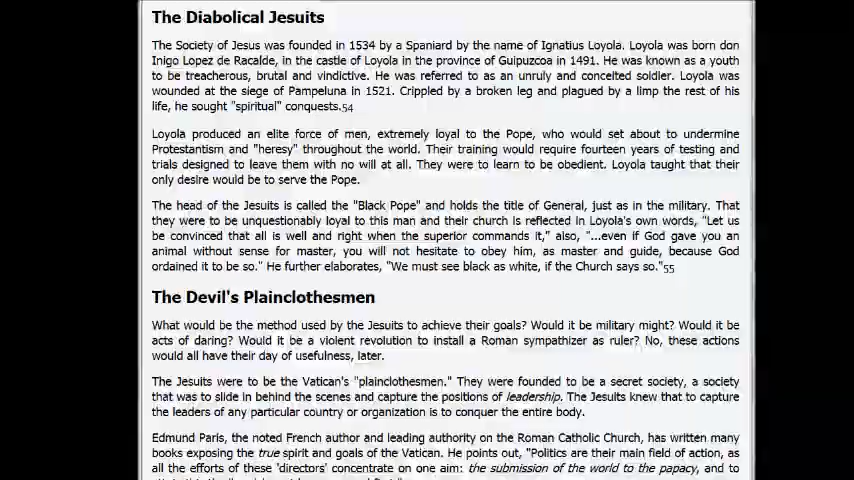 The Diabolical Jesuits
The Society of Jesus was founded in 1534 by a Spaniard by the name of Ignatius Loyola. Loyola was born don
Inigo Lopez de Racalde, in the castle of Loyola in the province of Guipuzcoa in 1491. He was known as a youth
to be treacherous, brutal and vindictive. He was referred to as an unruly and conceited soldier. Loyola was
wounded at the siege of Pampeluna in 1521. Crippled by a broken leg and plagued by a limp the rest of his
life, he sought "spiritual" conquests.54
Loyola produced an elite force of men, extremely loyal to the Pope, who would set about to undermine
Protestantism and "heresy" throughout the world. Their training would require fourteen years of testing and
trials designed to leave them with no will at all. They were to learn to be obedient. Loyola taught that their
only desire would be to serve the Pope.
The head of the Jesuits is called the "Black Pope" and holds the title of General, just as in the military. That
they were to be unquestionably loyal to this man and their church is reflected in Loyola's own words, "Let us
be convinced that all is well and right when the superior commands it," also, "...even if God gave you an
animal without sense for master, you will not hesitate to obey him, as master and guide, because God
ordained it to be so." He further elaborates, "We must see black as white, if the Church says so."55
The Devil's Plainclothesmen
What would be the method used by the Jesuits to achieve their goals? Would it be military might? Would it be
acts of daring? Would it be a violent revolution to install a Roman sympathizer as ruler? No, these actions
would all have their day of usefulness, later.
The Jesuits were to be the Vatican's "plainclothesmen." They were founded to be a secret society, a society
that was to slide in behind the scenes and capture the positions of leadership. The Jesuits knew that to capture
the leaders of any particular country or organization is to conquer the entire body.
Edmund Paris, the noted French author and leading authority on the Roman Catholic Church, has written many
books exposing the true spirit and goals of the Vatican. He points out, "Politics are their main field of action, as
all the efforts of these 'directors' concentrate on one aim: the submission of the world to the papacy, and to